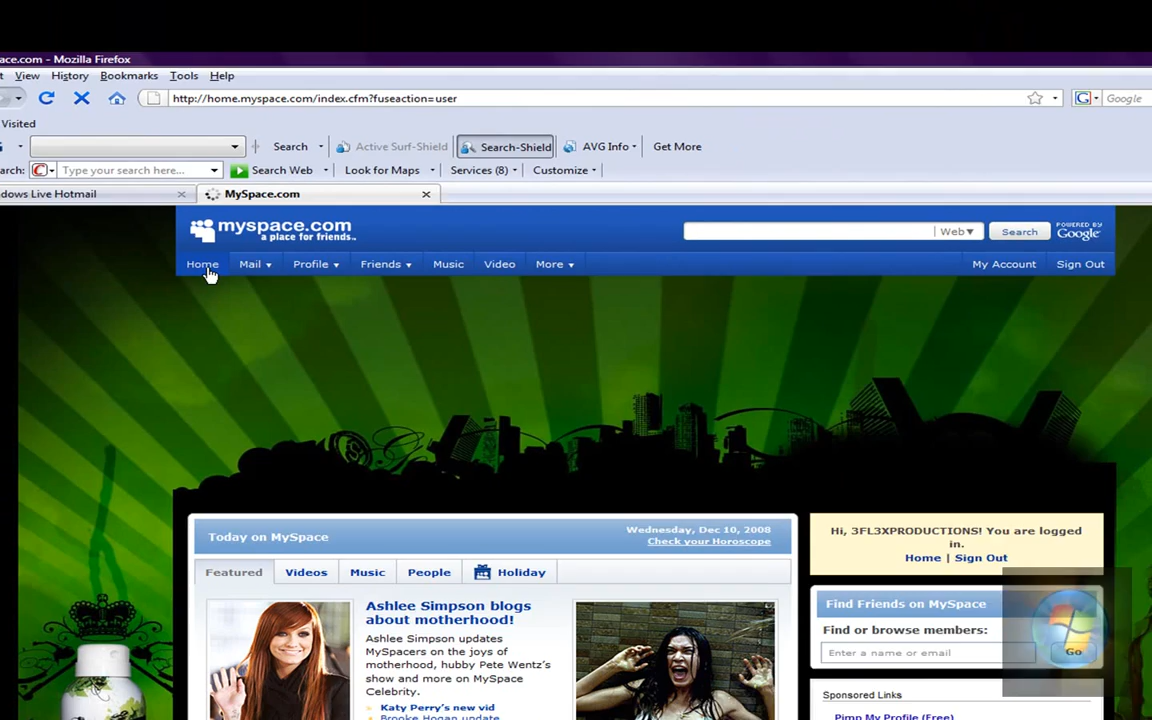 ace.com - Mozilla Firefox
View History Bookmarks Tools Help
http://home.myspace.com/index.cfm?fuseaction=user
G Google
Visited
Search Active Surf-Shield Search-Shield AVG Info Get More
arch: Type your search here... Search Web Look for Maps Services (8) Customize
dows Live Hotmail MySpace.com
myspace.com
a place for friends
Web Search POWERED BY Google
Home Mail Profile Friends Music Video More My Account Sign Out
Today on MySpace
Wednesday, Dec 10, 2008
Check your Horoscope
Featured Videos Music People Holiday
Ashlee Simpson blogs
about motherhood!
Ashlee Simpson updates
MySpacers on the joys of
motherhood, hubby Pete Wentz's
show and more on MySpace
Celebrity.
Katy Perry's new vid
Brooke Hogan update
Hi, 3FL3XPRODUCTIONS! You are logged
in.
Home | Sign Out
Find Friends on MySpace
Find or browse members:
Enter a name or email Go
Sponsored Links
Pimp My Profile (Free)